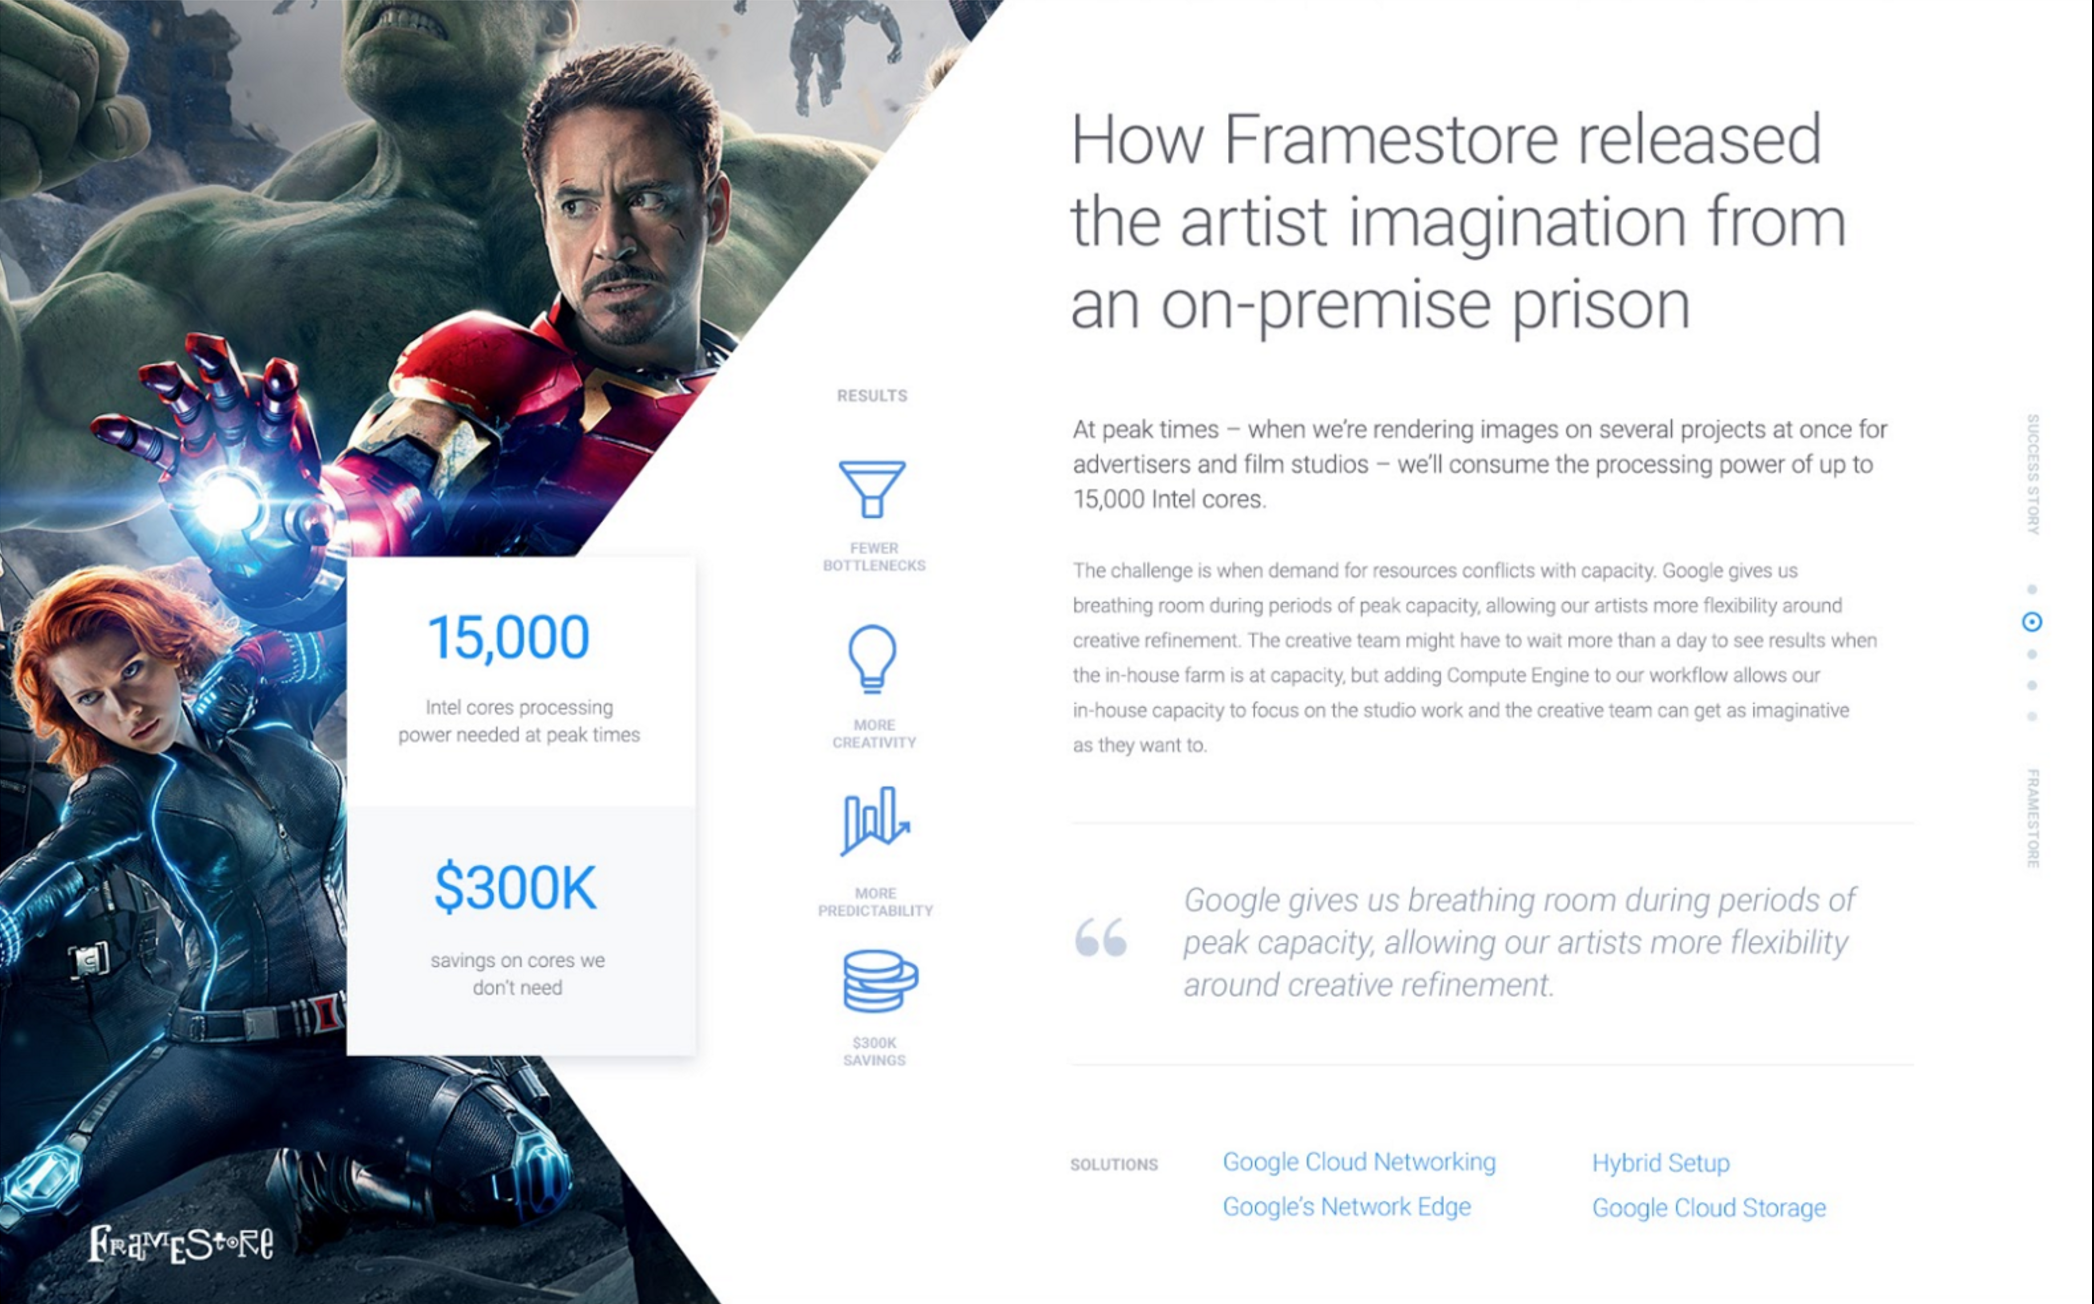 How Framestore released
the artist imagination from
an on-premise prison
At peak times – when we're rendering images on several projects at once for
advertisers and film studios – we'll consume the processing power of up to
15,000 Intel cores.
The challenge is when demand for resources conflicts with capacity. Google gives us
breathing room during periods of peak capacity, allowing our artists more flexibility around
creative refinement. The creative team might have to wait more than a day to see results when
the in-house farm is at capacity, but adding Compute Engine to our workflow allows our
in-house capacity to focus on the studio work and the creative team can get as imaginative
as they want to.
“
Google gives us breathing room during periods of
peak capacity, allowing our artists more flexibility
around creative refinement.
SOLUTIONS
Google Cloud Networking
Hybrid Setup
Google's Network Edge
Google Cloud Storage
RESULTS
FEWER
BOTTLENECKS
MORE
CREATIVITY
MORE
PREDICTABILITY
$300K
SAVINGS
15,000
Intel cores processing
power needed at peak times
$300K
savings on cores we
don't need
FRAMESTORE
SUCCESS STORY
FRAMESTORE